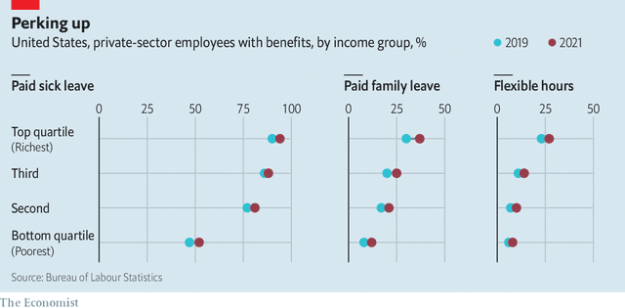 Perking up
United States, private-sector employees with benefits, by income group, %
2019 2021
Paid sick leave Paid family leave Flexible hours
0 25 50 75 100 0 25 50 0 25 50
Top quartile
(Richest)
Third
Second
Bottom quartile
(Poorest)
Source: Bureau of Labour Statistics
The Economist